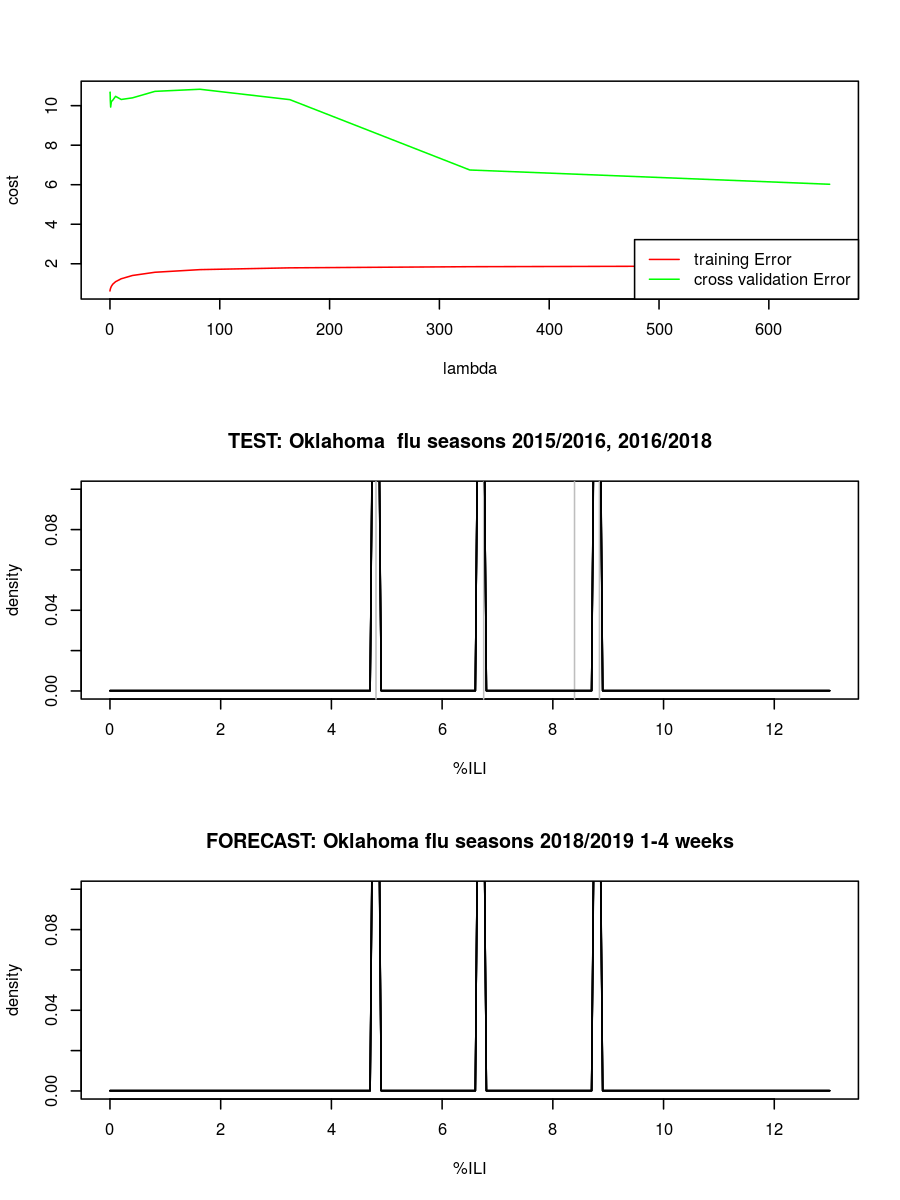 10
8
6
4
2
cost
training Error
cross validation Error
0 100 200 300 400 500 600
lambda
TEST: Oklahoma  flu seasons 2015/2016, 2016/2018
0.08
0.04
0.00
density
0 2 4 6 8 10 12
%ILI
FORECAST: Oklahoma flu seasons 2018/2019 1-4 weeks
0.08
0.04
0.00
density
0 2 4 6 8 10 12
%ILI